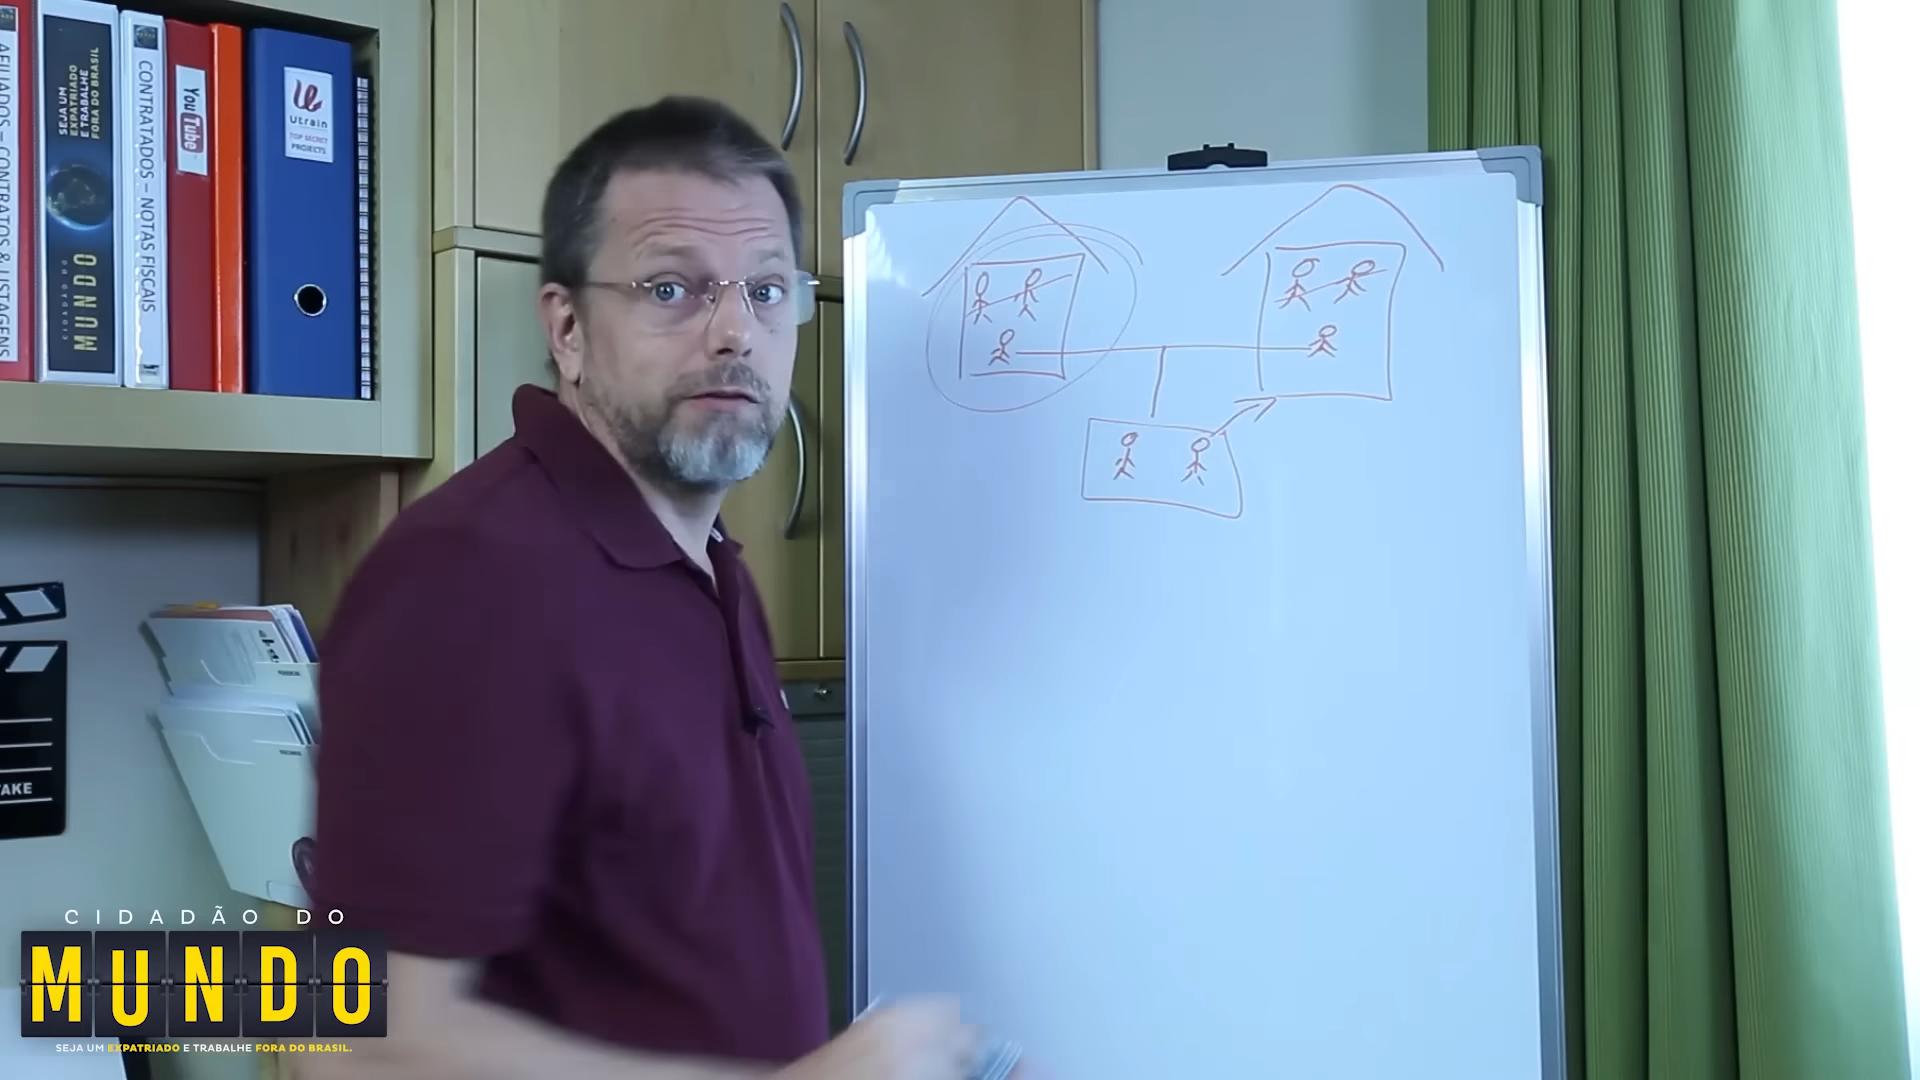 AFILIADOS – CONTRATOS & LISTAGENS
SEJA UM
EXPATRIADO
E TRABALHE
FORA DO BRASIL
CIDADÃO DO
MUNDO
CONTRATADOS – NOTAS FISCAIS
YouTube
Utrain
TOP SECRET
PROJECTS
TAKE
CIDADÃO DO
MUNDO
SEJA UM EXPATRIADO E TRABALHE FORA DO BRASIL.